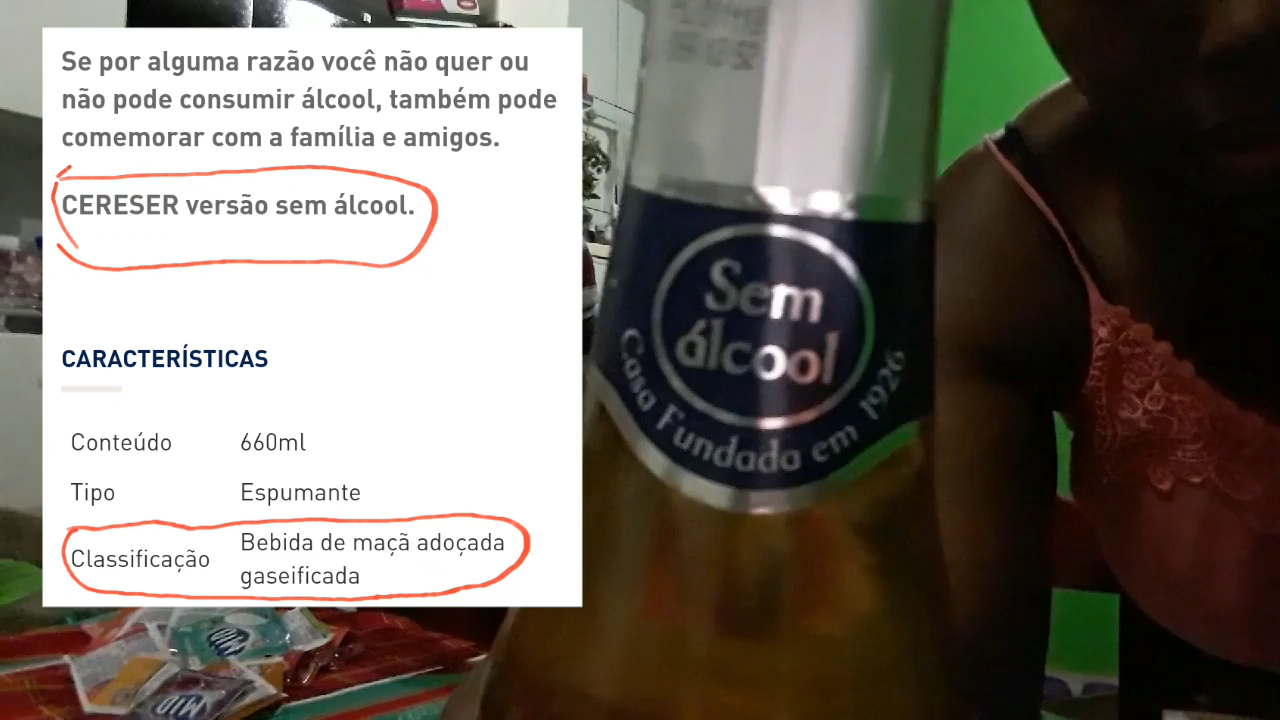 Se por alguma razão você não quer ou
não pode consumir álcool, também pode
comemorar com a família e amigos.
CERESER versão sem álcool.
CARACTERÍSTICAS
Conteúdo 660ml
Tipo Espumante
Classificação Bebida de maçã adoçada
gaseificada
Sem
álcool
Casa Fundada em 1926
MID
MID